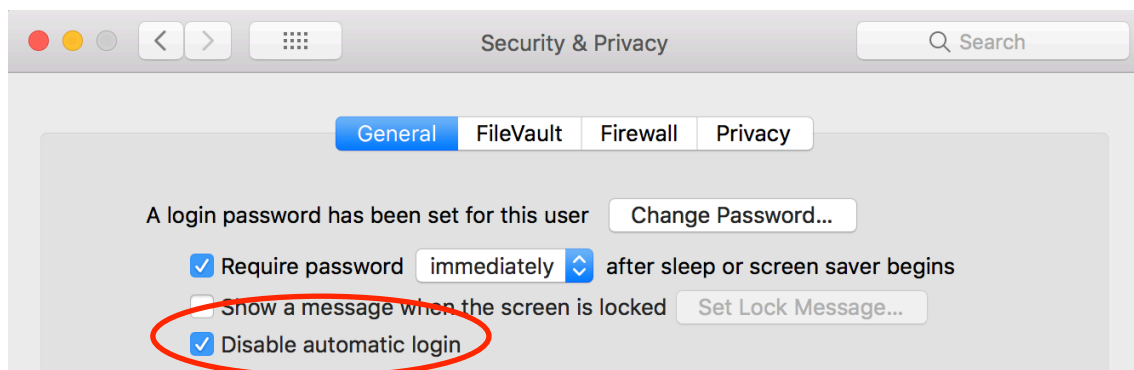 Security & Privacy
Search
General FileVault Firewall Privacy
A login password has been set for this user Change Password...
Require password immediately after sleep or screen saver begins
Show a message when the screen is locked Set Lock Message...
Disable automatic login